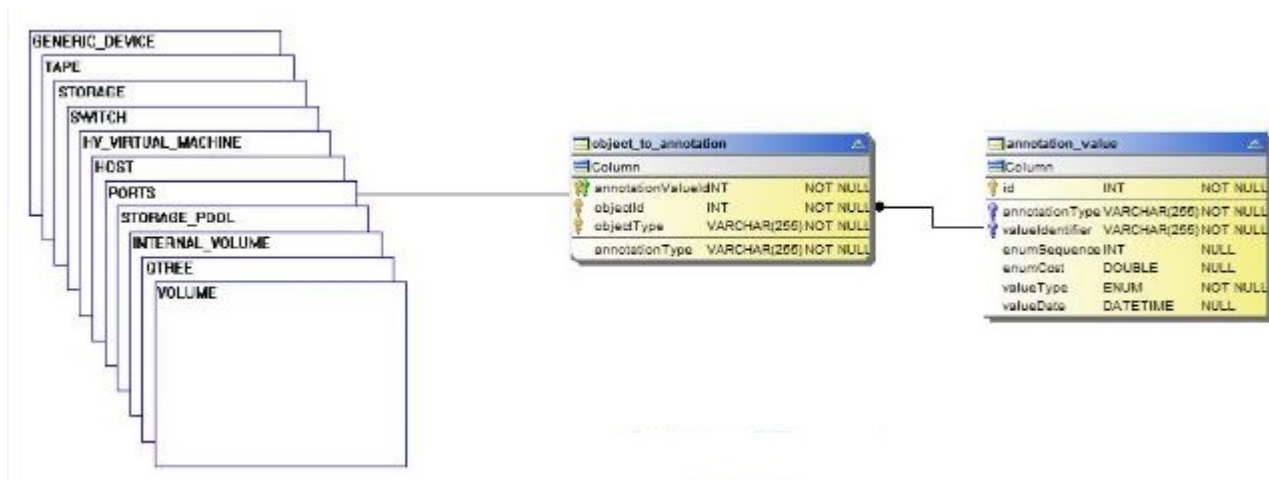 GENERIC_DEVICE
TAPE
STORAGE
SWITCH
HV_VIRTUAL_MACHINE
HOST
PORTS
STORAGE_POOL
INTERNAL_VOLUME
QTREE
VOLUME
object_to_annotation
Column
annotationValueId INT NOT NULL
objectId INT NOT NULL
objectType VARCHAR(255) NOT NULL
annotationType VARCHAR(255) NOT NULL
annotation_value
Column
id INT NOT NULL
annotationType VARCHAR(255) NOT NULL
valueIdentifier VARCHAR(255) NOT NULL
enumSequence INT NULL
enumCost DOUBLE NULL
valueType ENUM NOT NULL
valueDate DATETIME NULL